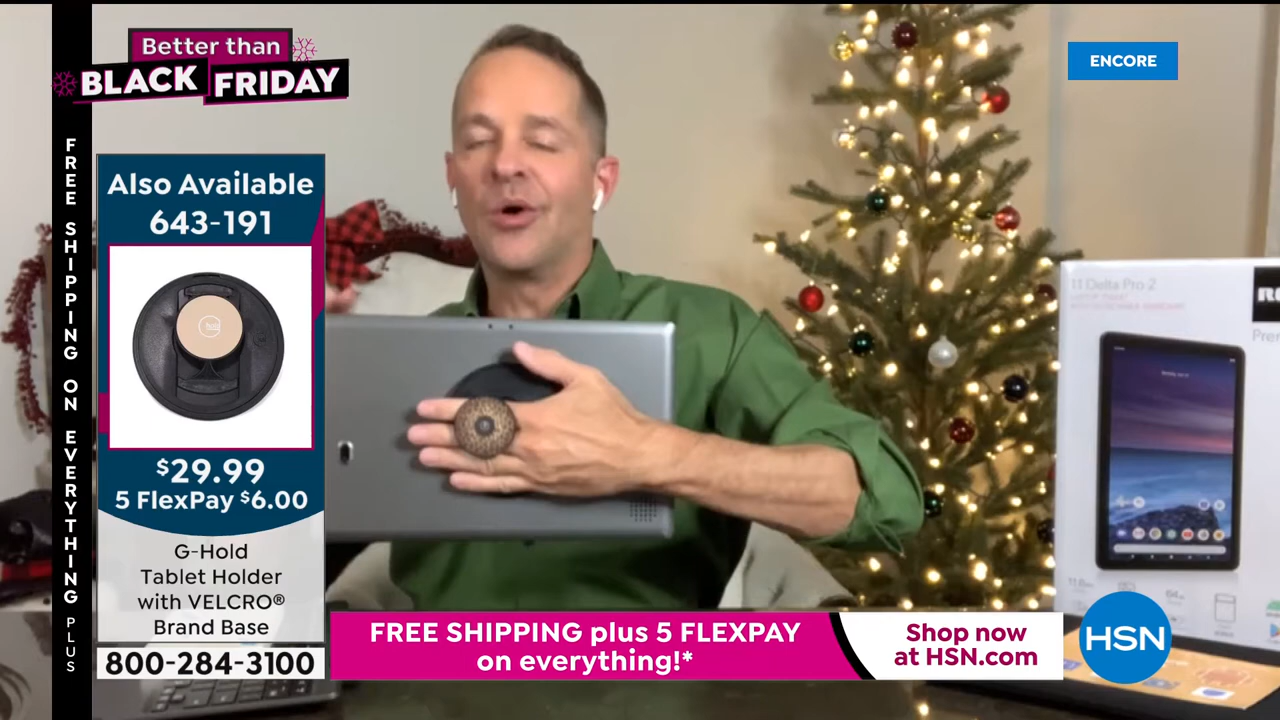 Better than
BLACK FRIDAY
ENCORE
FREE SHIPPING ON EVERYTHING PLUS
Also Available
643-191
$29.99
5 FlexPay $6.00
G-Hold
Tablet Holder
with VELCRO®
Brand Base
800-284-3100
FREE SHIPPING plus 5 FLEXPAY
on everything!*
Shop now
at HSN.com
HSN
11 Delta Pro 2